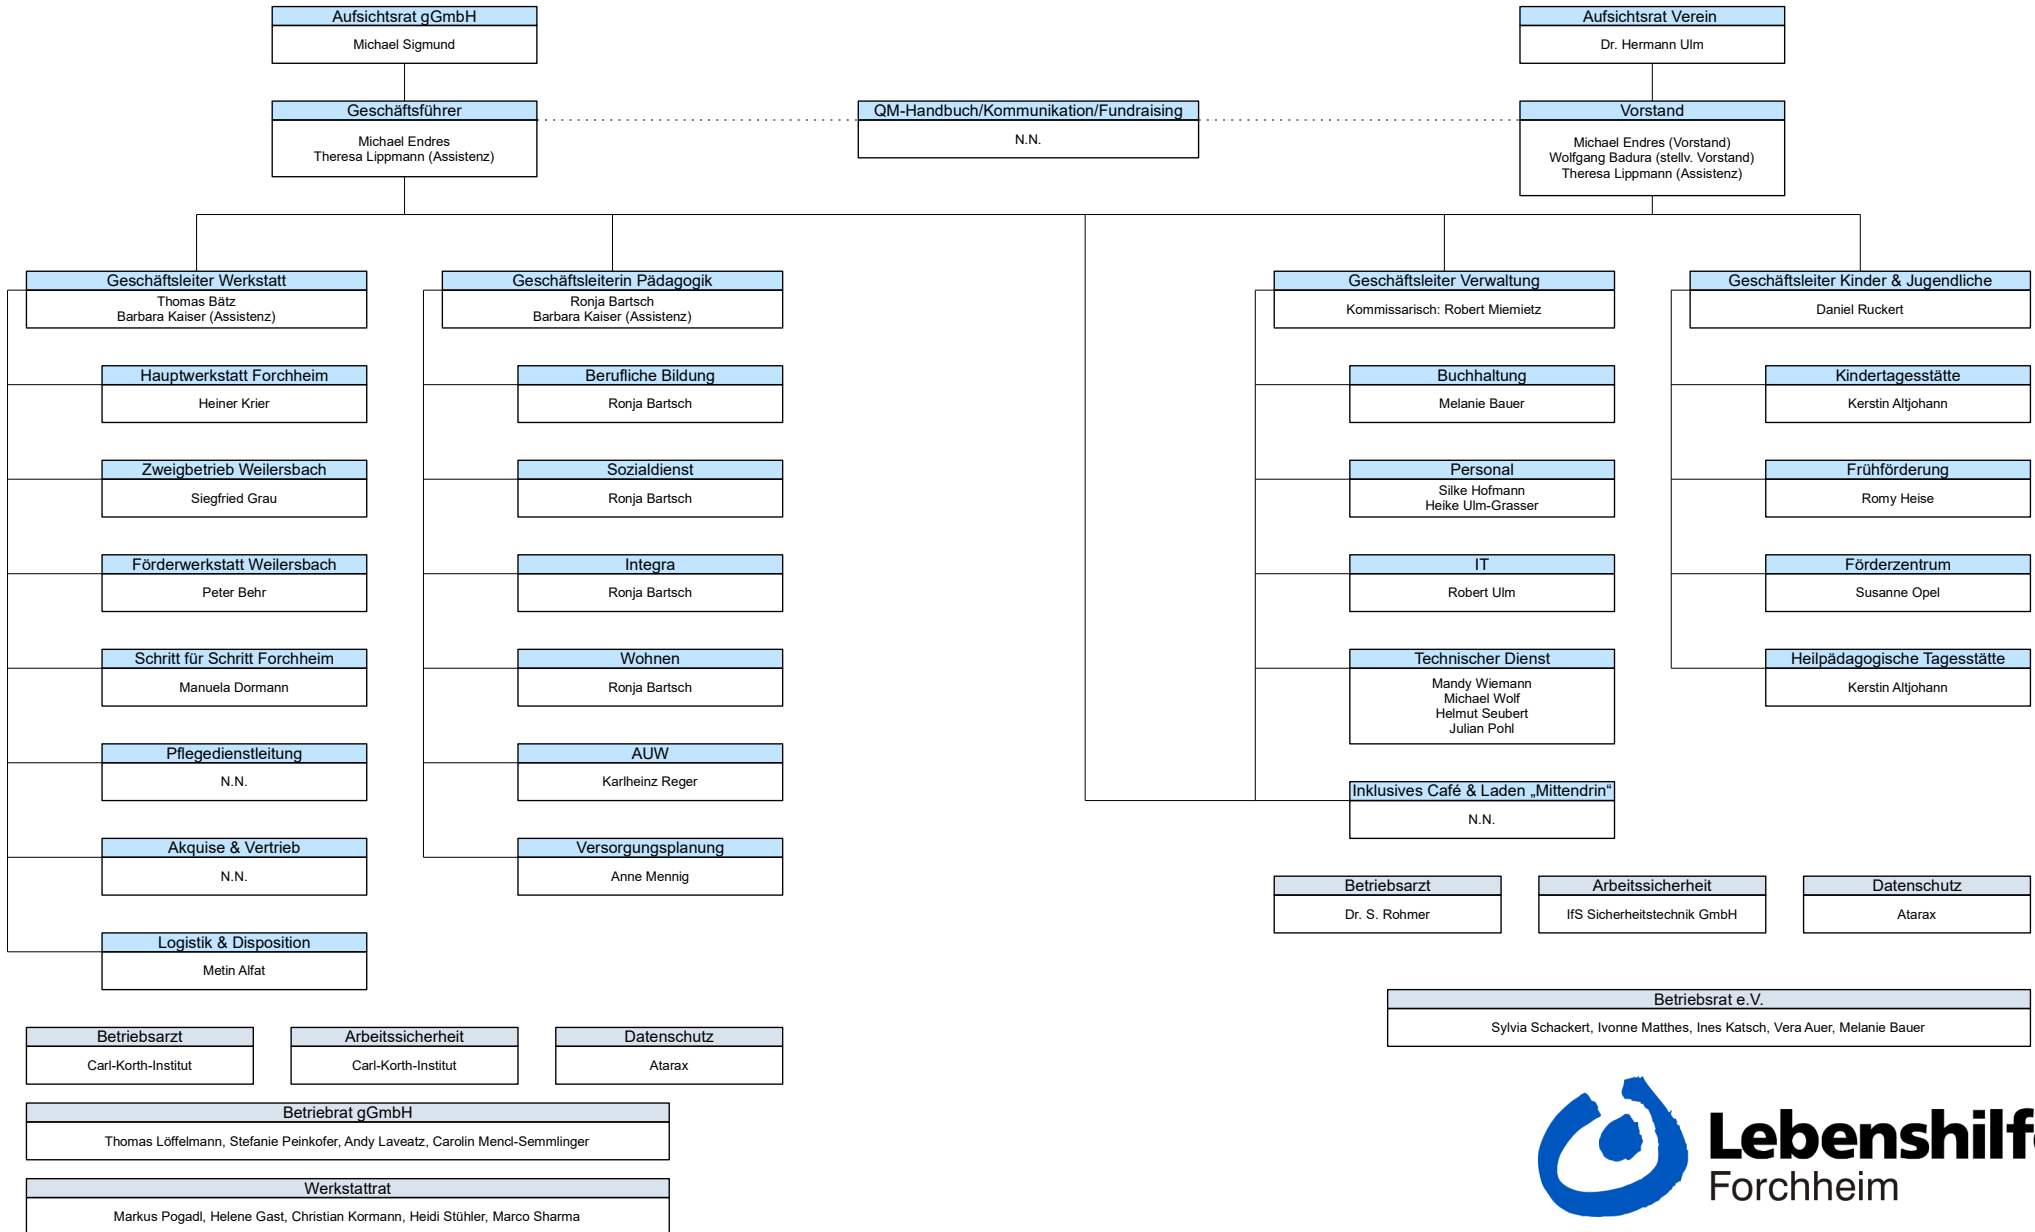 Aufsichtsrat gGmbH
Michael Sigmund
Aufsichtsrat Verein
Dr. Hermann Ulm
Geschäftsführer
Michael Endres
Theresa Lippmann (Assistenz)
QM-Handbuch/Kommunikation/Fundraising
N.N.
Vorstand
Michael Endres (Vorstand)
Wolfgang Badura (stellv. Vorstand)
Theresa Lippmann (Assistenz)
Geschäftsleiter Werkstatt
Thomas Bätz
Barbara Kaiser (Assistenz)
Hauptwerkstatt Forchheim
Heiner Krier
Zweigbetrieb Weilersbach
Siegfried Grau
Förderwerkstatt Weilersbach
Peter Behr
Schritt für Schritt Forchheim
Manuela Dormann
Pflegedienstleitung
N.N.
Akquise & Vertrieb
N.N.
Logistik & Disposition
Metin Alfat
Geschäftsleiterin Pädagogik
Ronja Bartsch
Barbara Kaiser (Assistenz)
Berufliche Bildung
Ronja Bartsch
Sozialdienst
Ronja Bartsch
Integra
Ronja Bartsch
Wohnen
Ronja Bartsch
AUW
Karlheinz Reger
Versorgungsplanung
Anne Mennig
Geschäftsleiter Verwaltung
Kommissarisch: Robert Miemietz
Buchhaltung
Melanie Bauer
Personal
Silke Hofmann
Heike Ulm-Grasser
IT
Robert Ulm
Technischer Dienst
Mandy Wiemann
Michael Wolf
Helmut Seubert
Julian Pohl
Inklusives Café & Laden „Mittendrin“
N.N.
Geschäftsleiter Kinder & Jugendliche
Daniel Ruckert
Kindertagesstätte
Kerstin Altjohann
Frühförderung
Romy Heise
Förderzentrum
Susanne Opel
Heilpädagogische Tagesstätte
Kerstin Altjohann
Betriebsarzt
Dr. S. Rohmer
Arbeitssicherheit
IfS Sicherheitstechnik GmbH
Datenschutz
Atarax
Betriebsrat e.V.
Sylvia Schackert, Ivonne Matthes, Ines Katsch, Vera Auer, Melanie Bauer
Betriebsarzt
Carl-Korth-Institut
Arbeitssicherheit
Carl-Korth-Institut
Datenschutz
Atarax
Betriebrat gGmbH
Thomas Löffelmann, Stefanie Peinkofer, Andy Laveatz, Carolin Mencl-Semmlinger
Werkstattrat
Markus Pogadl, Helene Gast, Christian Kormann, Heidi Stühler, Marco Sharma
Lebenshilfe
Forchheim